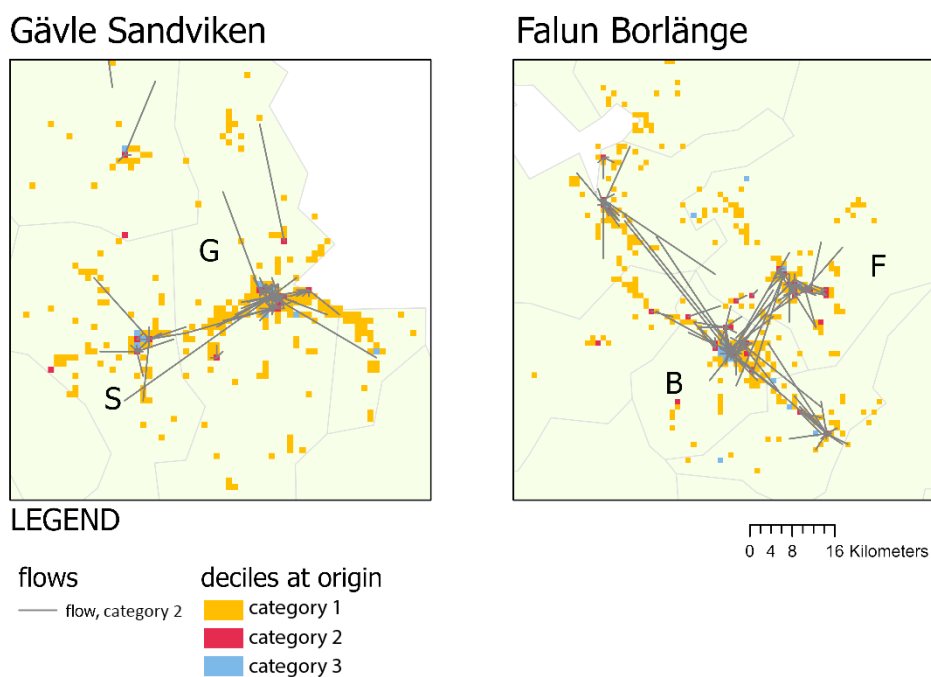 Gävle Sandviken
Falun Borlänge
G
S
F
B
LEGEND
0 4 8 16 Kilometers
flows
flow, category 2
deciles at origin
category 1
category 2
category 3